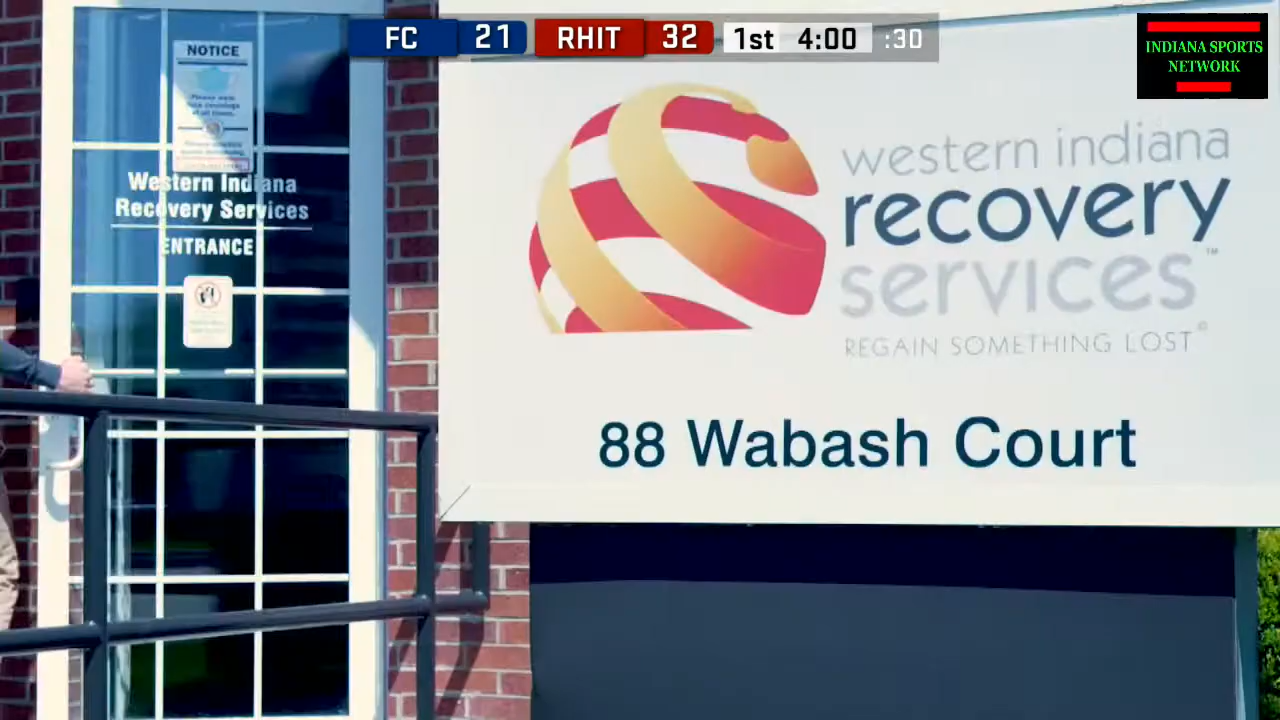 FC 21 RHIT 32 1st 4:00 :30
INDIANA SPORTS
NETWORK
NOTICE
Western Indiana
Recovery Services
ENTRANCE
western indiana
recovery
services™
REGAIN SOMETHING LOST
88 Wabash Court